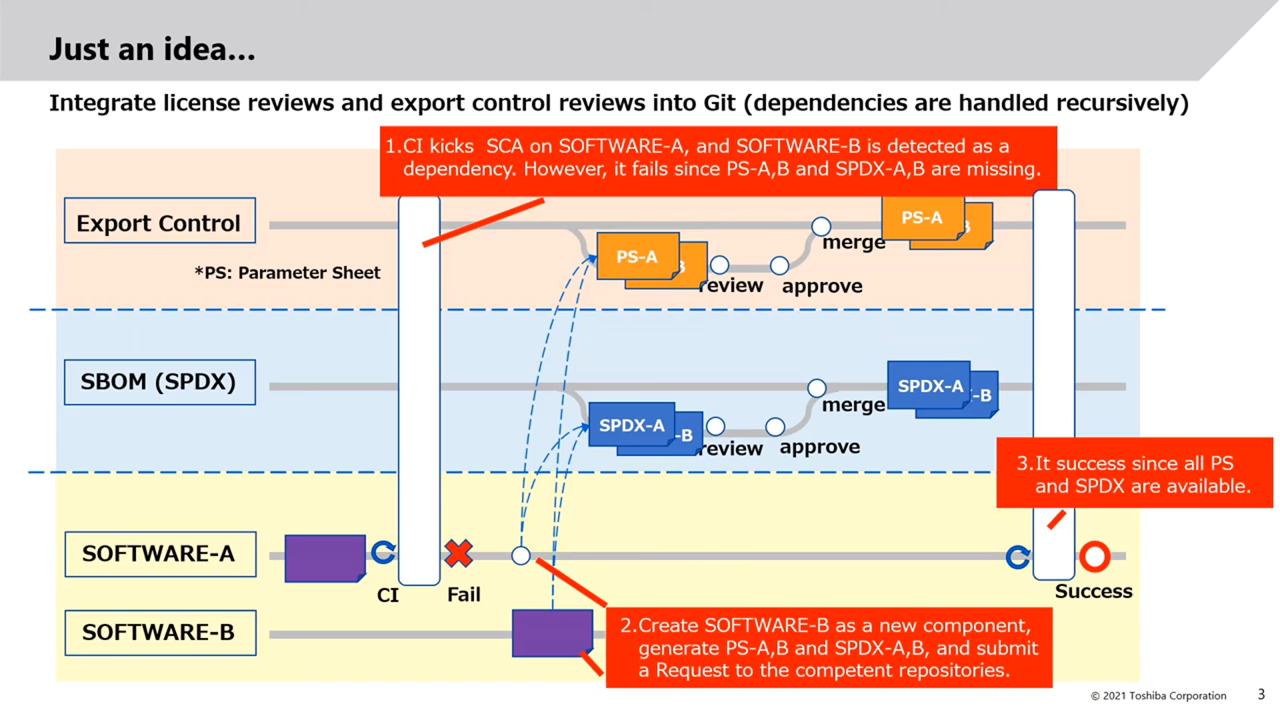 Just an idea...
Integrate license reviews and export control reviews into Git (dependencies are handled recursively)
1.CI kicks SCA on SOFTWARE-A, and SOFTWARE-B is detected as a
dependency. However, it fails since PS-A,B and SPDX-A,B are missing.
Export Control
*PS: Parameter Sheet
PS-A
B
review
approve
merge
PS-A
B
SBOM (SPDX)
SPDX-A
-B
review
approve
merge
SPDX-A
-B
3.It success since all PS
and SPDX are available.
SOFTWARE-A
CI
Fail
Success
SOFTWARE-B
2.Create SOFTWARE-B as a new component,
generate PS-A,B and SPDX-A,B, and submit
a Request to the competent repositories.
© 2021 Toshiba Corporation
3